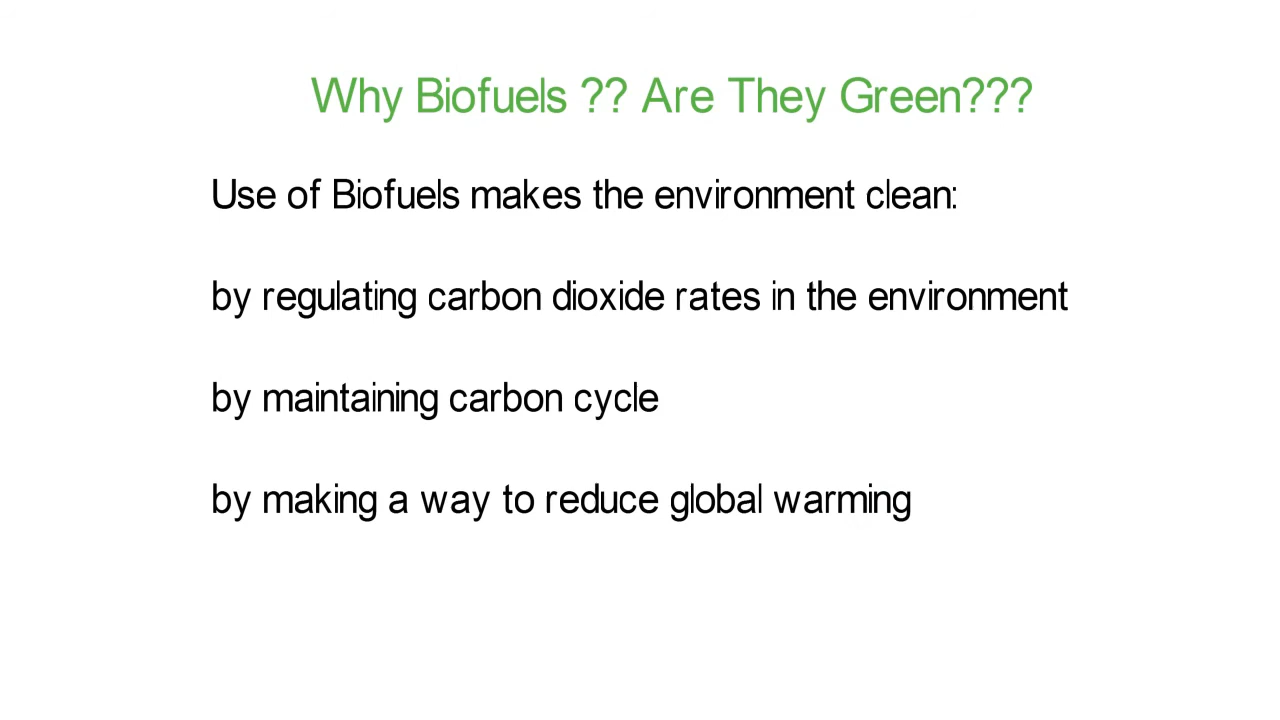 Why Biofuels ?? Are They Green???
Use of Biofuels makes the environment clean:
by regulating carbon dioxide rates in the environment
by maintaining carbon cycle
by making a way to reduce global warming